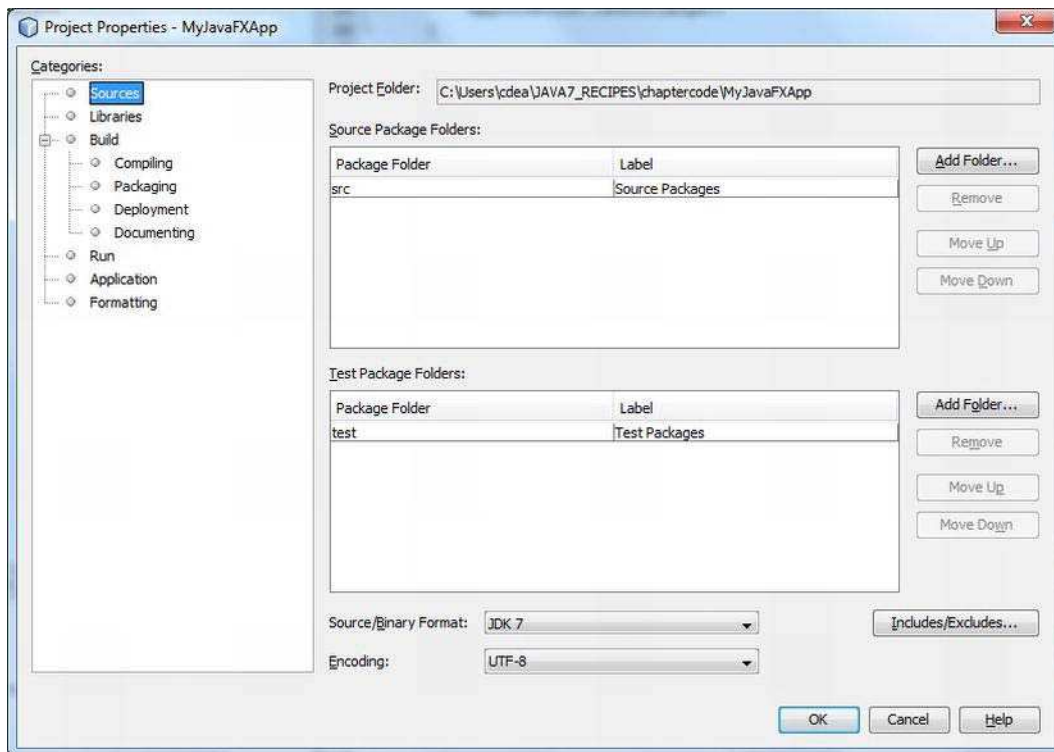 Project Properties - MyJavaFXApp
Categories:
Sources
Libraries
Build
Compiling
Packaging
Deployment
Documenting
Run
Application
Formatting
Project Folder: C:\Users\cdea\JAVA7_RECIPES\chaptercode\MyJavaFXApp
Source Package Folders:
Package Folder Label
src Source Packages
Add Folder...
Remove
Move Up
Move Down
Test Package Folders:
Package Folder Label
test Test Packages
Add Folder...
Remove
Move Up
Move Down
Source/Binary Format: JDK 7
Includes/Excludes...
Encoding: UTF-8
OK Cancel Help